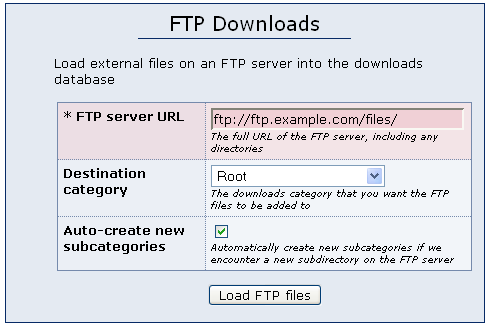 FTP Downloads
Load external files on an FTP server into the downloads
database
* FTP server URL
ftp://ftp.example.com/files/
The full URL of the FTP server, including any
directories
Destination
category
Root
The downloads category that you want the FTP
files to be added to
Auto-create new
subcategories
Automatically create new subcategories if we
encounter a new subdirectory on the FTP server
Load FTP files